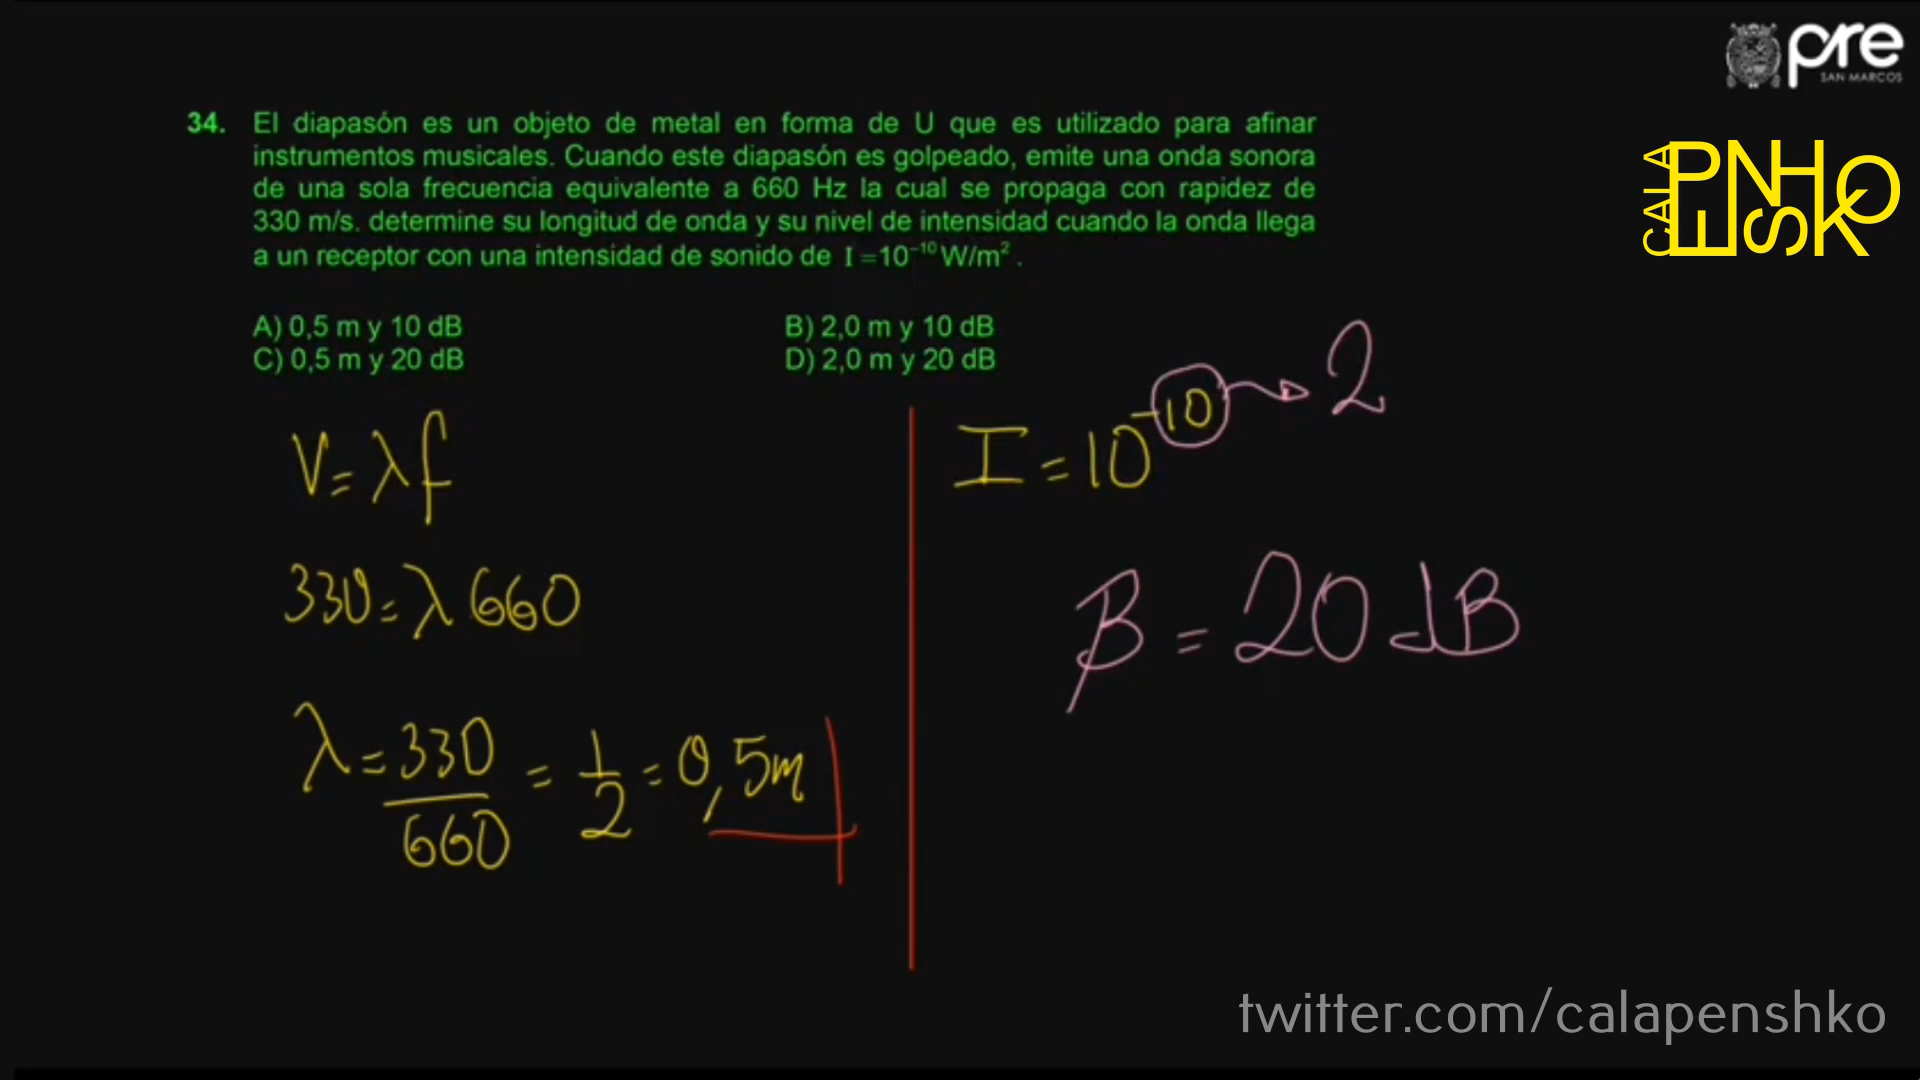 pre
SAN MARCOS
CALA
PENSHKO
34. El diapasón es un objeto de metal en forma de U que es utilizado para afinar
instrumentos musicales. Cuando este diapasón es golpeado, emite una onda sonora
de una sola frecuencia equivalente a 660 Hz la cual se propaga con rapidez de
330 m/s. determine su longitud de onda y su nivel de intensidad cuando la onda llega
a un receptor con una intensidad de sonido de I =10⁻¹⁰ W/m².
A) 0,5 m y 10 dB B) 2,0 m y 10 dB
C) 0,5 m y 20 dB D) 2,0 m y 20 dB
V= λf
330= λ 660
λ = 330/660 = 1/2 = 0,5m
I = 10⁻¹⁰ → 2
β = 20 dB
twitter.com/calapenshko